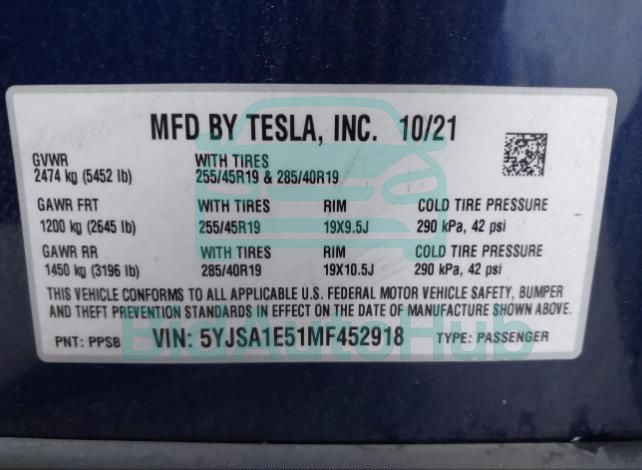 MFD BY TESLA, INC. 10/21
GVWR WITH TIRES
2474 kg (5452 lb) 255/45R19 & 285/40R19
GAWR FRT WITH TIRES RIM COLD TIRE PRESSURE
1200 kg (2645 lb) 255/45R19 19X9.5J 290 kPa, 42 psi
GAWR RR WITH TIRES RIM COLD TIRE PRESSURE
1450 kg (3196 lb) 285/40R19 19X10.5J 290 kPa, 42 psi
THIS VEHICLE CONFORMS TO ALL APPLICABLE U.S. FEDERAL MOTOR VEHICLE SAFETY, BUMPER
AND THEFT PREVENTION STANDARDS IN EFFECT ON THE DATE OF MANUFACTURE SHOWN ABOVE.
PNT: PPSB VIN: 5YJSA1E51MF452918 TYPE: PASSENGER
BidAutoHub